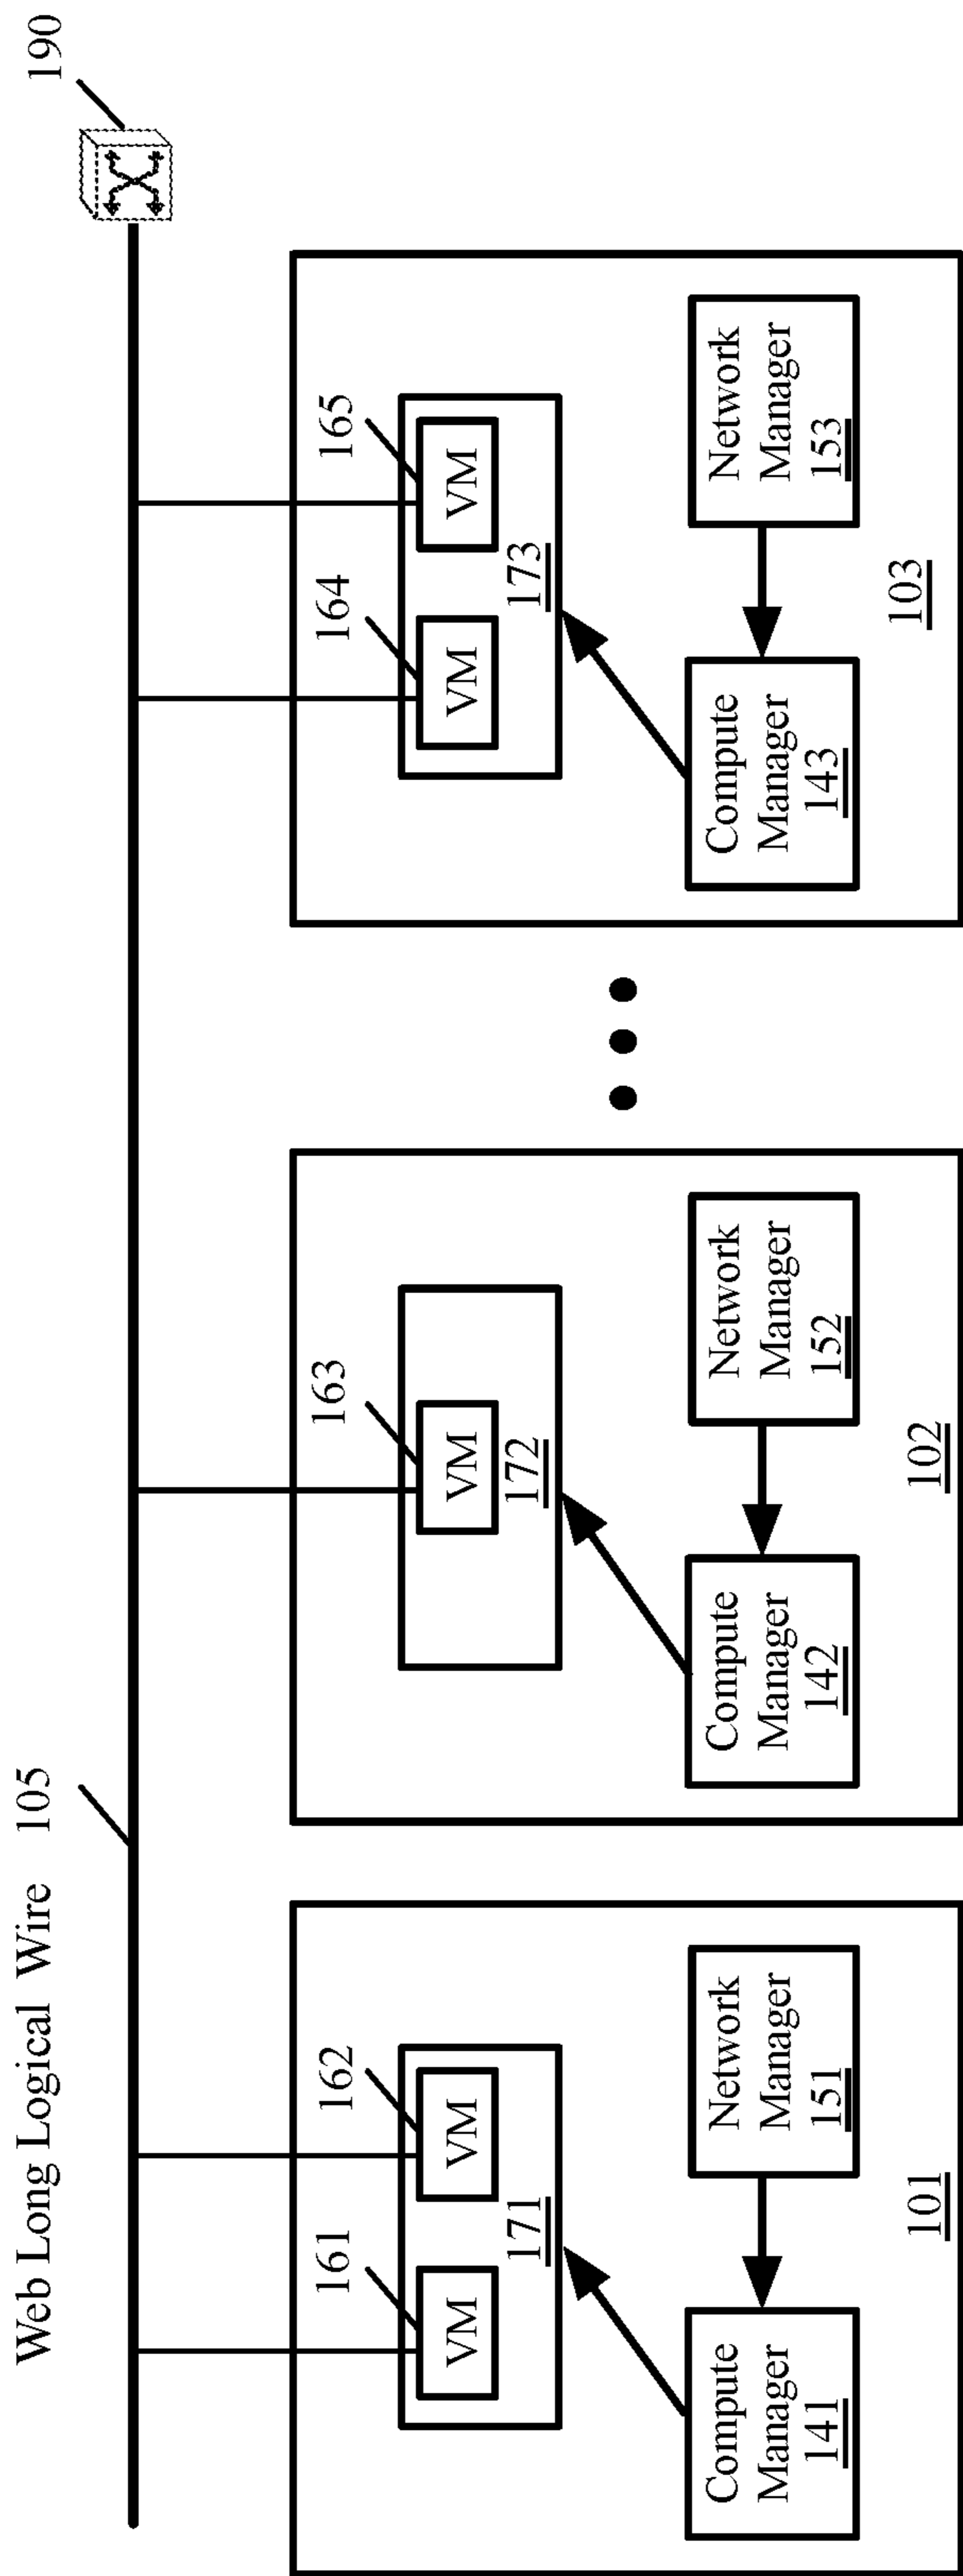 Web Long Logical Wire 105
190
161
162
VM
VM
171
Compute
Manager
141
Network
Manager
151
101
163
VM
172
Compute
Manager
142
Network
Manager
152
102
164
165
VM
VM
173
Compute
Manager
143
Network
Manager
153
103